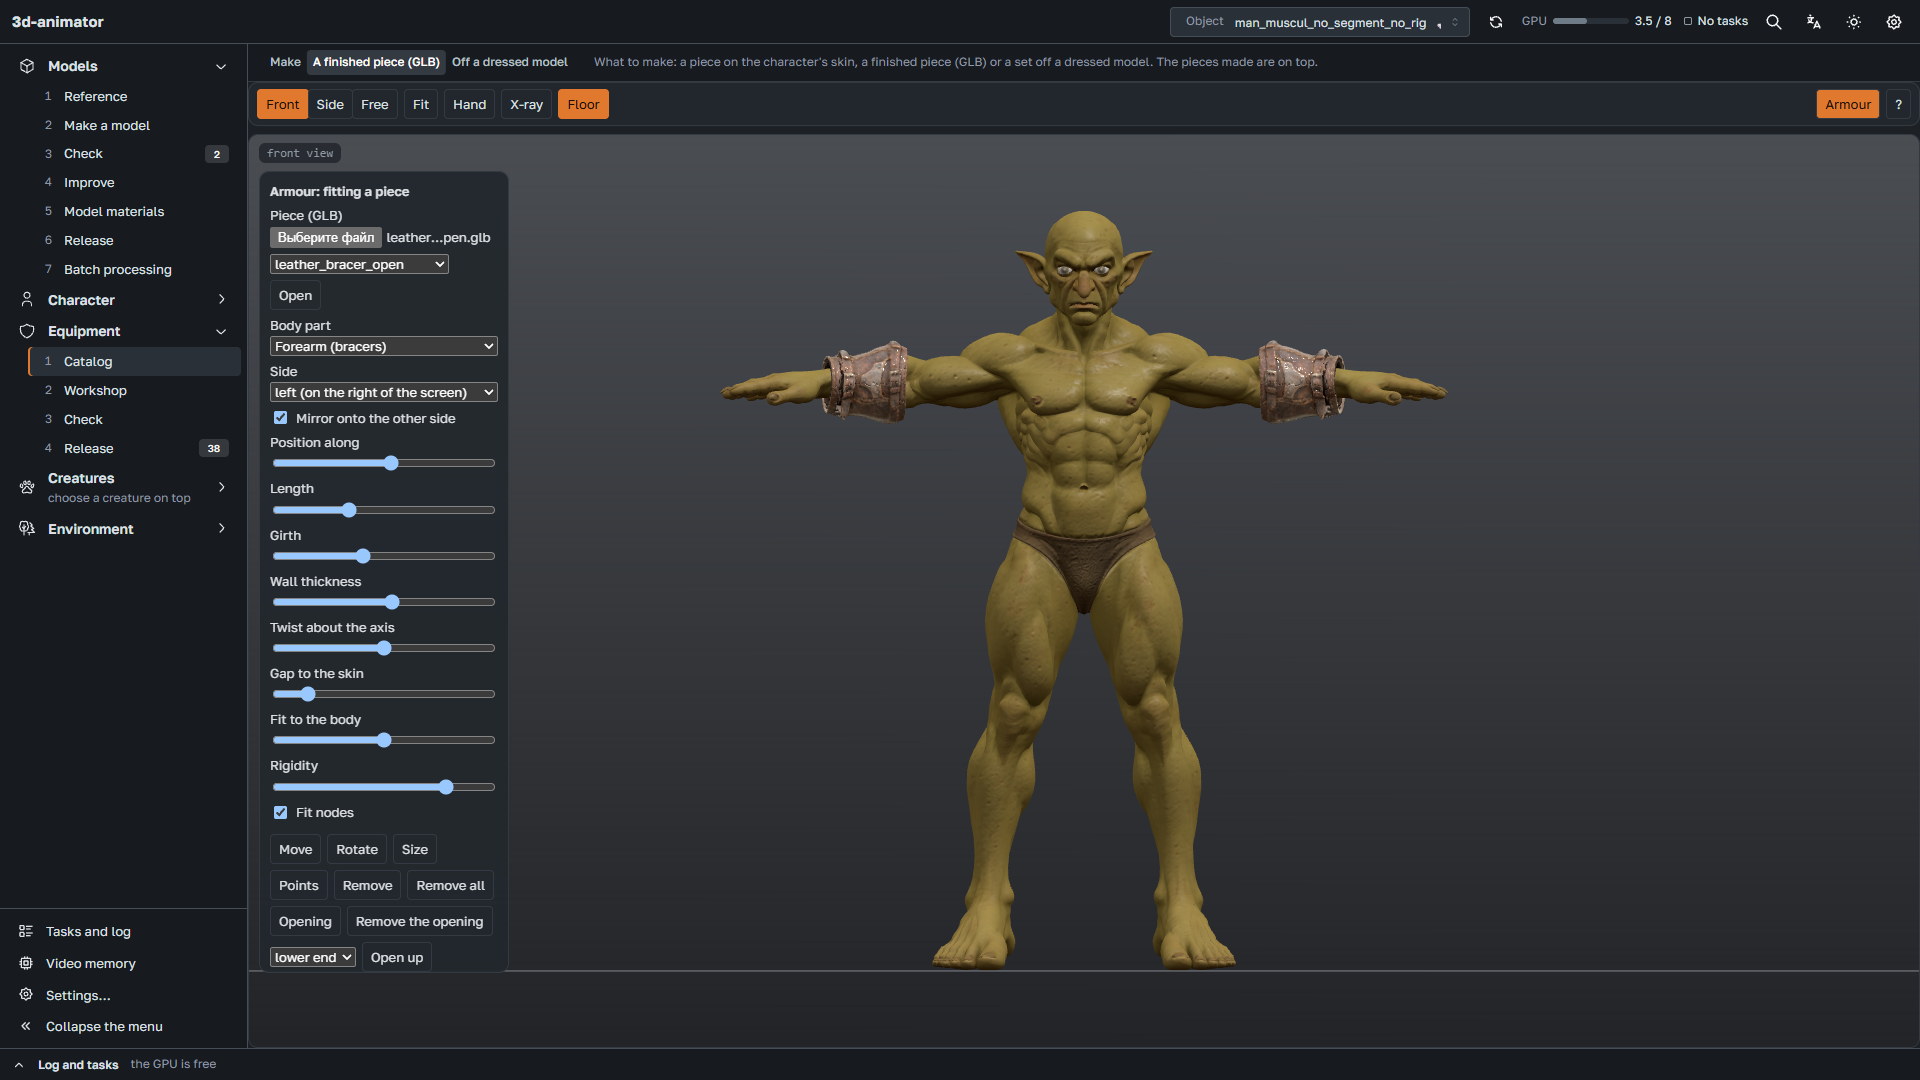 3d-animator
Object man_muscul_no_segment_no_rig
GPU 3.5 / 8 No tasks
Models
1 Reference
2 Make a model
3 Check 2
4 Improve
5 Model materials
6 Release
7 Batch processing
Character
Equipment
1 Catalog
2 Workshop
3 Check
4 Release 38
Creatures
choose a creature on top
Environment
Tasks and log
Video memory
Settings...
Collapse the menu
Make A finished piece (GLB) Off a dressed model What to make: a piece on the character's skin, a finished piece (GLB) or a set off a dressed model. The pieces made are on top.
Front Side Free Fit Hand X-ray Floor Armour ?
front view
Armour: fitting a piece
Piece (GLB)
Выберите файл leather...pen.glb
leather_bracer_open
Open
Body part
Forearm (bracers)
Side
left (on the right of the screen)
Mirror onto the other side
Position along
Length
Girth
Wall thickness
Twist about the axis
Gap to the skin
Fit to the body
Rigidity
Fit nodes
Move Rotate Size
Points Remove Remove all
Opening Remove the opening
lower end Open up
Log and tasks the GPU is free